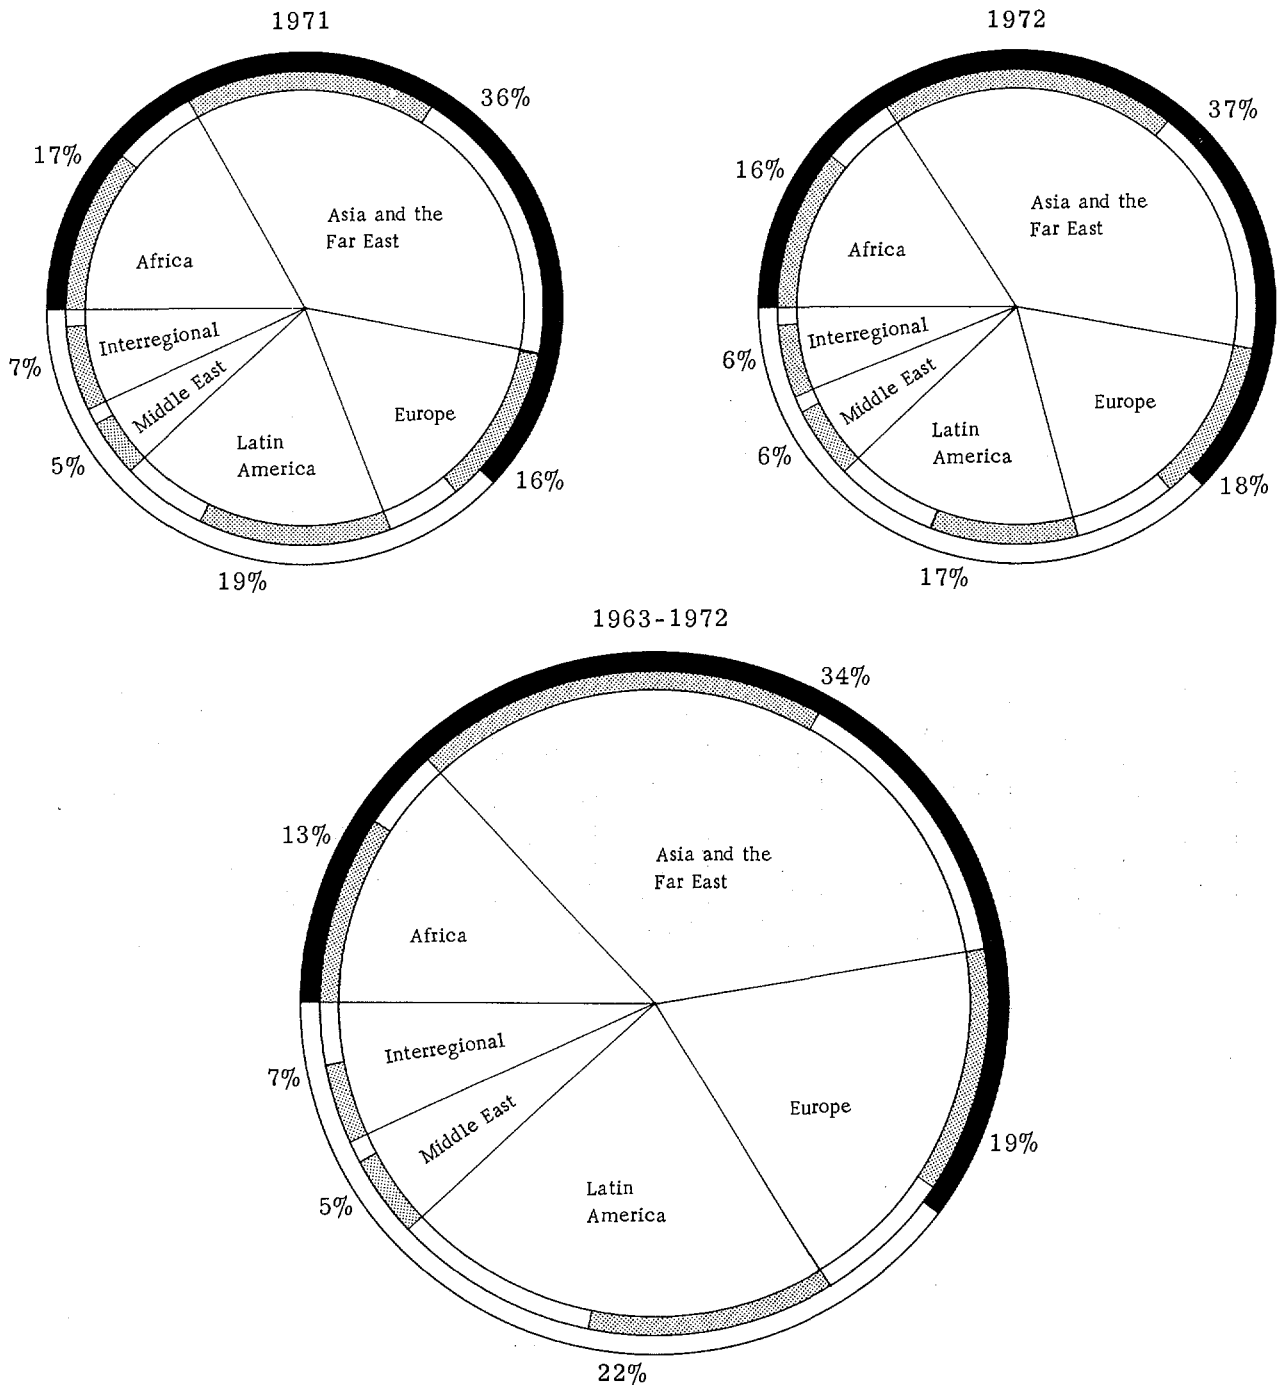 1971
36%
17%
Asia and the
Far East
Africa
Interregional
7%
Middle East
Europe
Latin
America
5%
16%
19%
1972
37%
16%
Asia and the
Far East
Africa
Interregional
6%
Middle East
Europe
Latin
America
6%
18%
17%
1963-1972
34%
13%
Asia and the
Far East
Africa
Interregional
7%
Middle East
Europe
19%
Latin
America
5%
22%